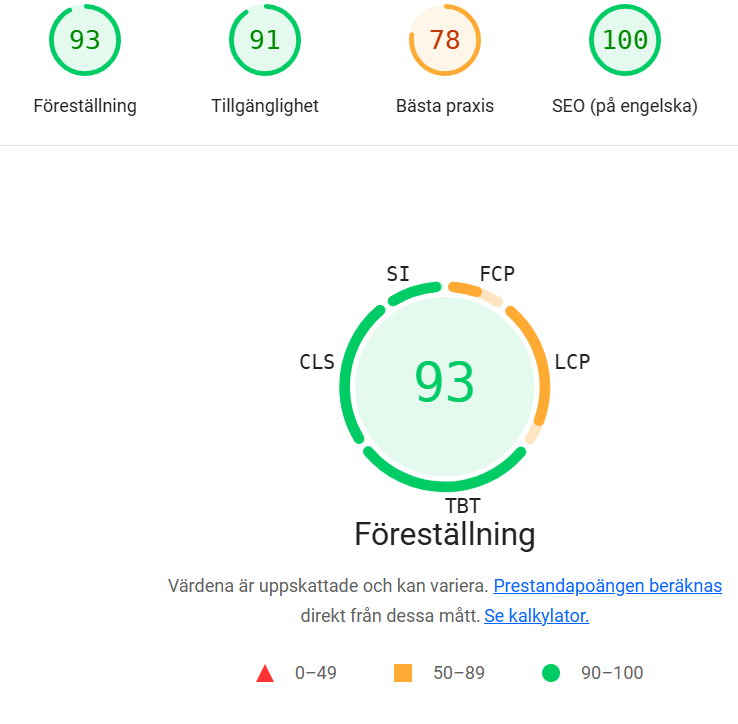 93 91 78 100
Föreställning Tillgänglighet Bästa praxis SEO (på engelska)
SI FCP
CLS LCP
93
TBT
Föreställning
Värdena är uppskattade och kan variera. Prestandapoängen beräknas
direkt från dessa mått. Se kalkylator.
0–49 50–89 90–100